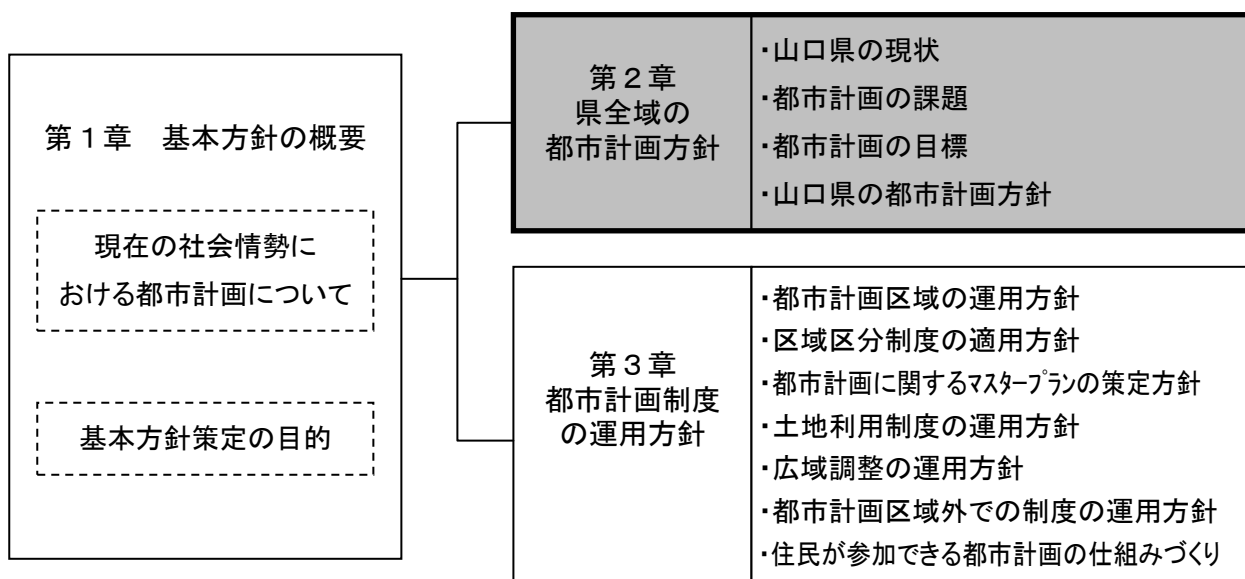 第1章　基本方針の概要
現在の社会情勢に
おける都市計画について
基本方針策定の目的
第２章
県全域の
都市計画方針
・山口県の現状
・都市計画の課題
・都市計画の目標
・山口県の都市計画方針
第３章
都市計画制度
の運用方針
・都市計画区域の運用方針
・区域区分制度の適用方針
・都市計画に関するﾏｽﾀｰﾌﾟﾗﾝの策定方針
・土地利用制度の運用方針
・広域調整の運用方針
・都市計画区域外での制度の運用方針
・住民が参加できる都市計画の仕組みづくり